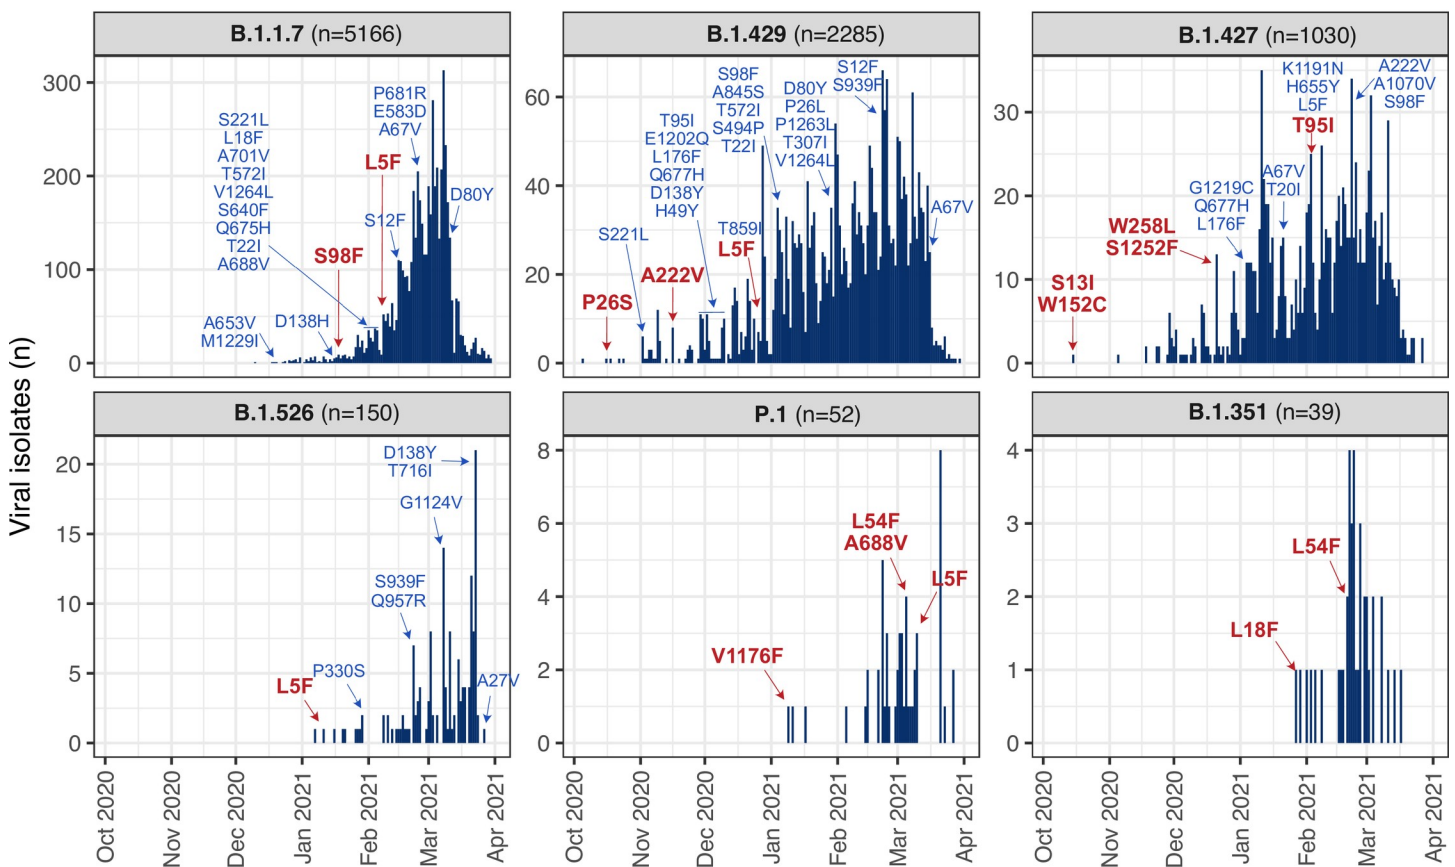 Viral isolates (n)
B.1.1.7 (n=5166)
300
200
100
0
S221L
L18F
A701V
T572I
V1264L
S640F
Q675H
T22I
A688V
A653V
M1229I
D138H
S98F
L5F
S12F
P681R
E583D
A67V
D80Y
B.1.429 (n=2285)
60
40
20
0
P26S
S221L
A222V
T95I
E1202Q
L176F
Q677H
D138Y
H49Y
T859I
L5F
S98F
A845S
T572I
S494P
T22I
D80Y
P26L
P1263L
T307I
V1264L
S12F
S939F
A67V
B.1.427 (n=1030)
30
20
10
0
S13I
W152C
W258L
S1252F
G1219C
Q677H
L176F
A67V
T20I
K1191N
H655Y
L5F
T95I
A222V
A1070V
S98F
B.1.526 (n=150)
20
15
10
5
0
L5F
P330S
S939F
Q957R
G1124V
D138Y
T716I
A27V
Oct 2020
Nov 2020
Dec 2020
Jan 2021
Feb 2021
Mar 2021
Apr 2021
P.1 (n=52)
8
6
4
2
0
V1176F
L54F
A688V
L5F
Oct 2020
Nov 2020
Dec 2020
Jan 2021
Feb 2021
Mar 2021
Apr 2021
B.1.351 (n=39)
4
3
2
1
0
L18F
L54F
Oct 2020
Nov 2020
Dec 2020
Jan 2021
Feb 2021
Mar 2021
Apr 2021